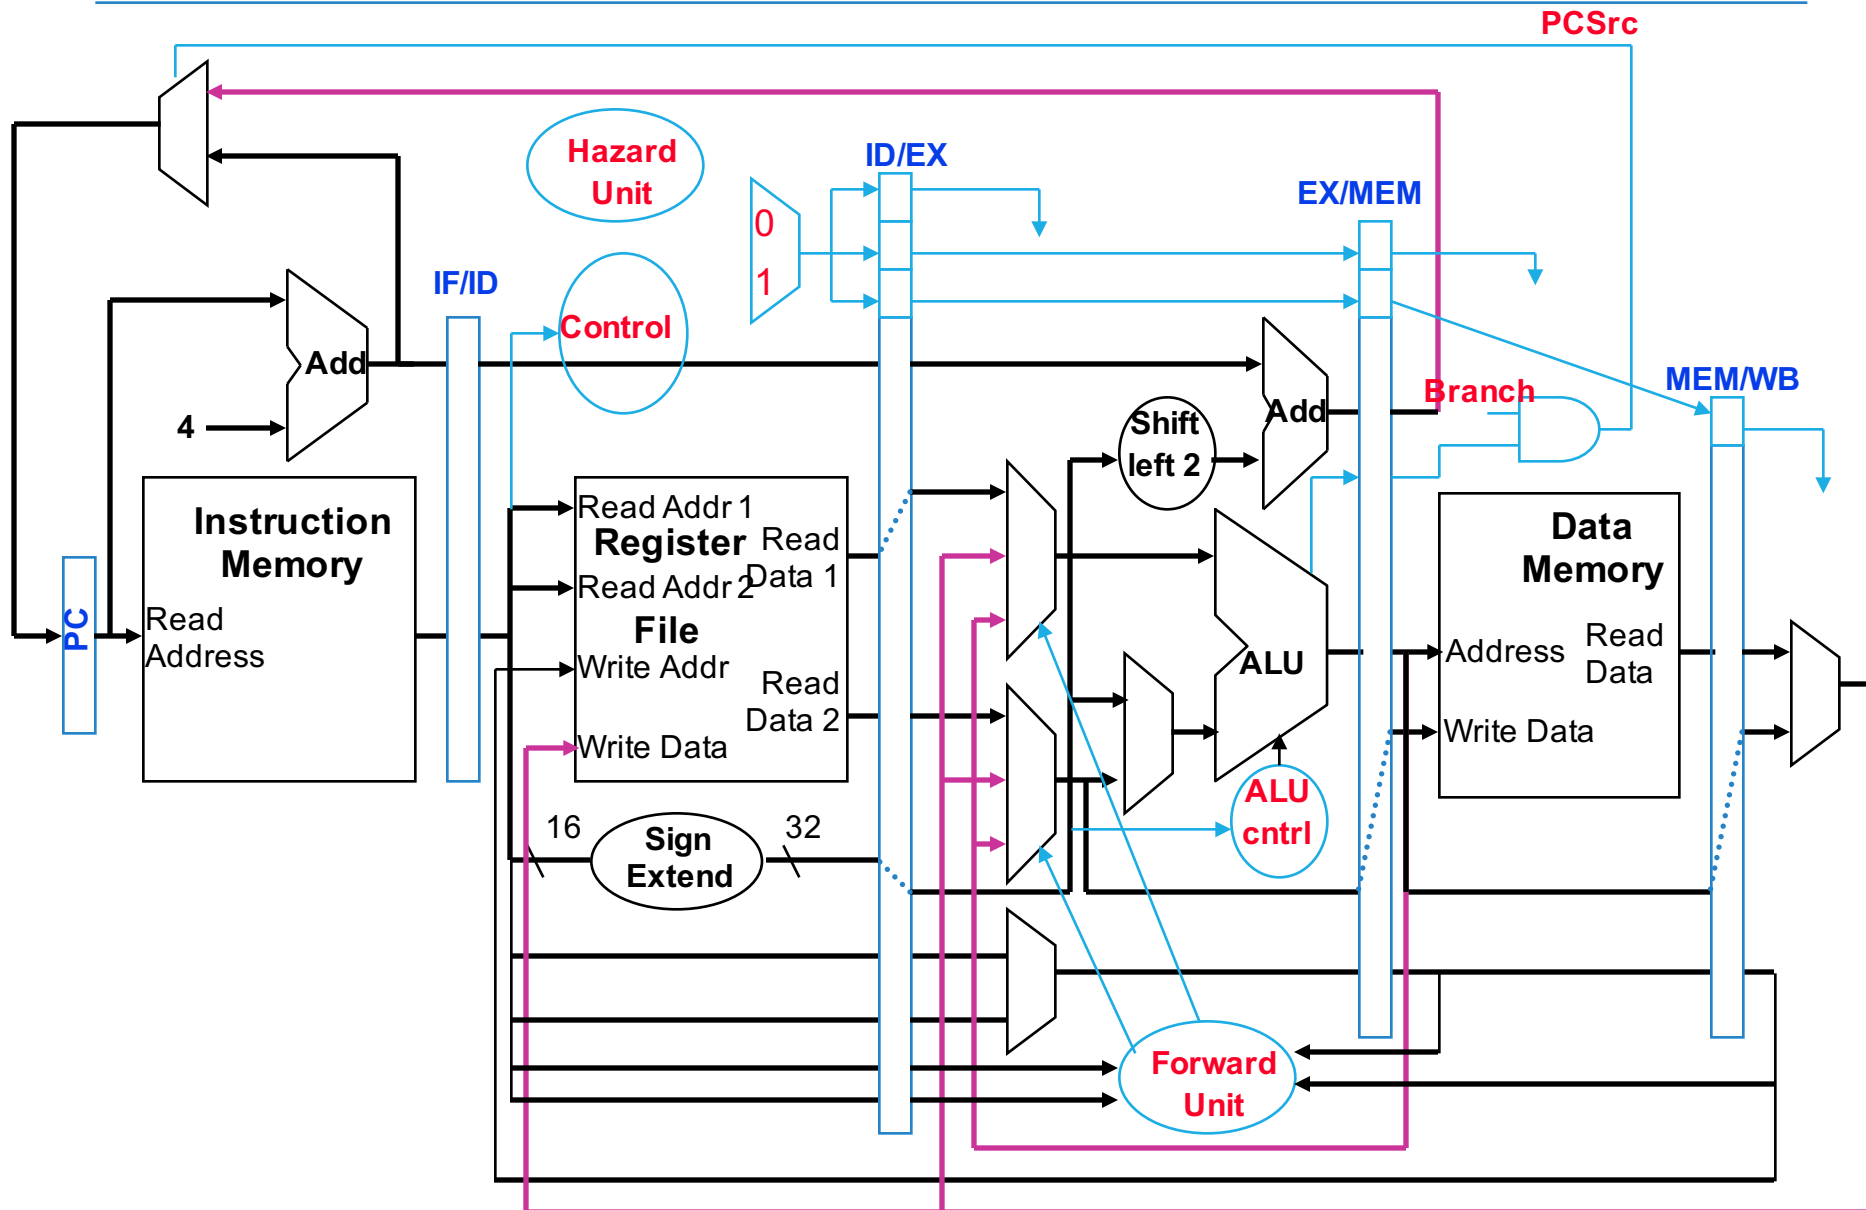 PCSrc
Hazard
Unit
ID/EX
EX/MEM
0
1
IF/ID
Control
Add
4
MEM/WB
Branch
Shift
left 2
Add
Instruction
Memory
Read
Address
PC
Read Addr 1
Register
Read
Data 1
Read Addr 2
File
Write Addr
Read
Data 2
Write Data
ALU
Data
Memory
Address
Read
Data
Write Data
ALU
cntrl
16
Sign
Extend
32
Forward
Unit